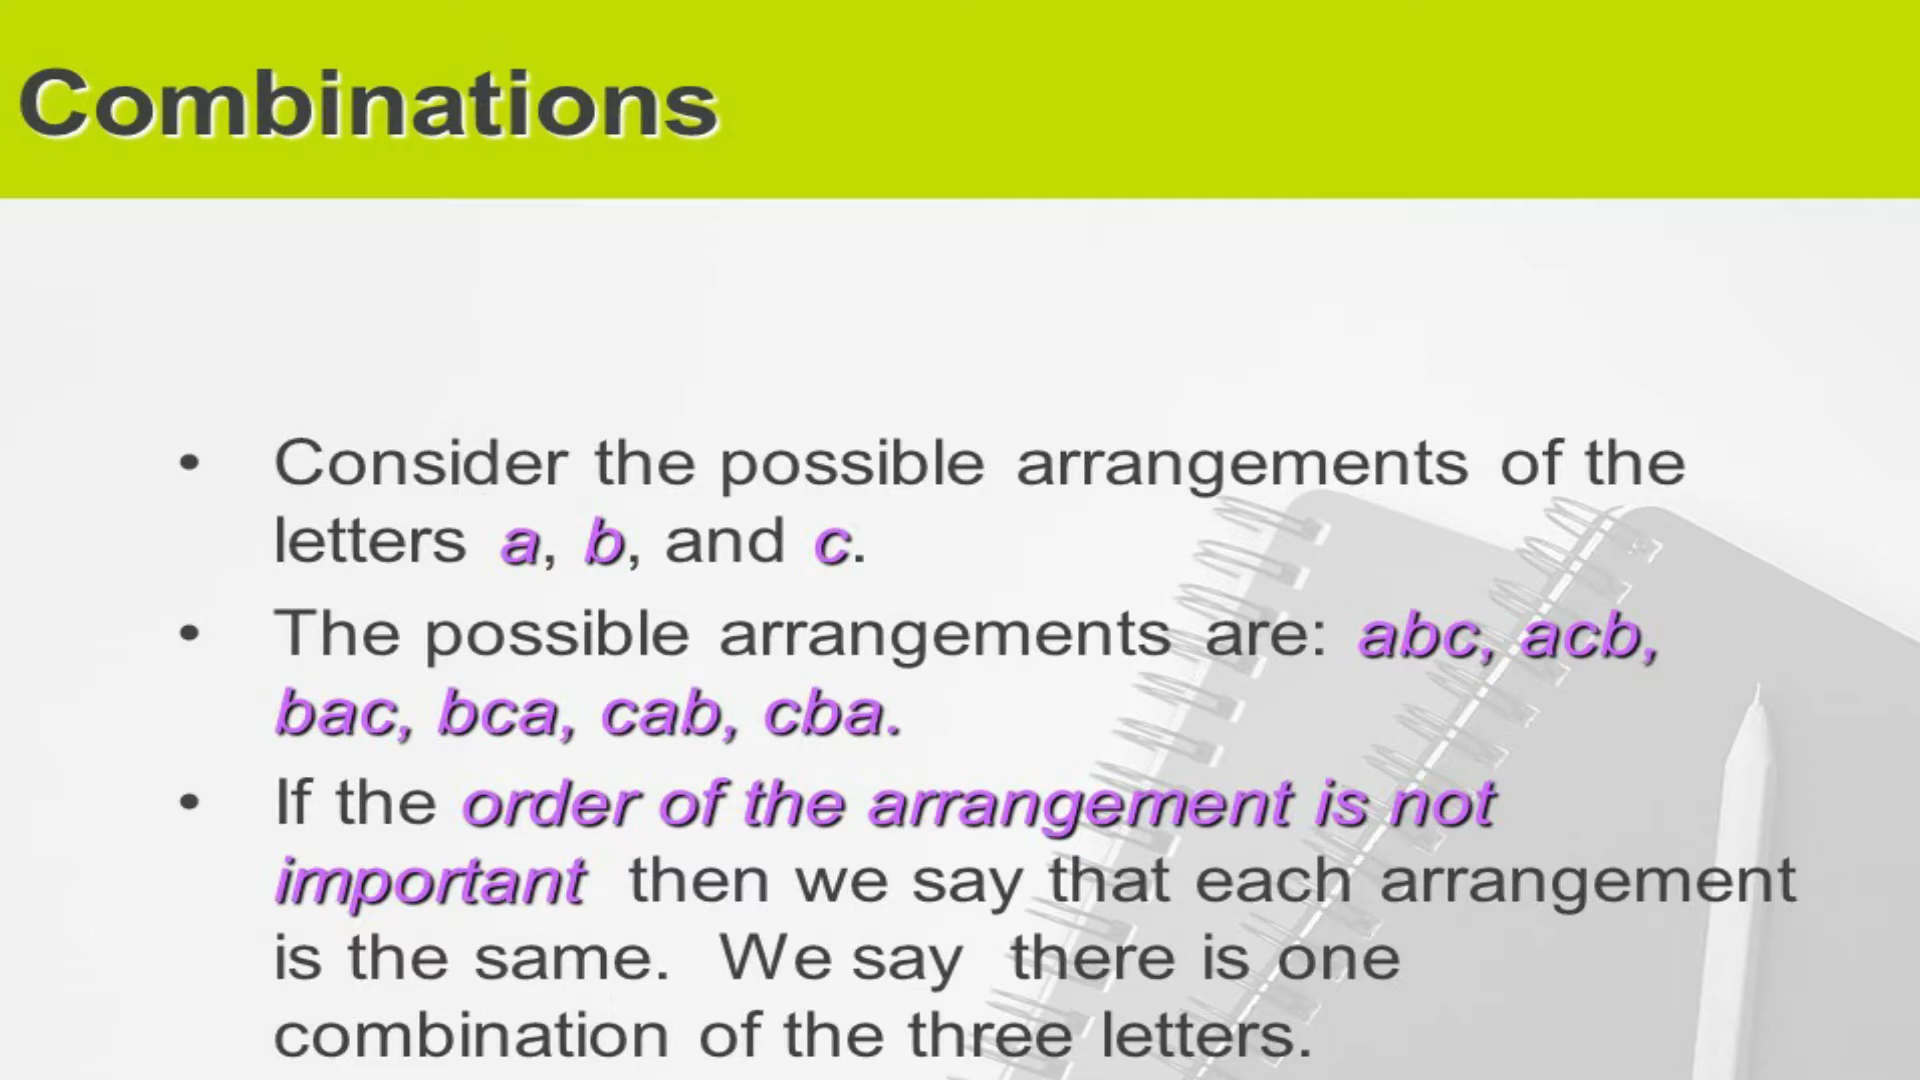 Combinations
• Consider the possible arrangements of the
letters a, b, and c.
• The possible arrangements are: abc, acb,
bac, bca, cab, cba.
• If the order of the arrangement is not
important then we say that each arrangement
is the same. We say there is one
combination of the three letters.